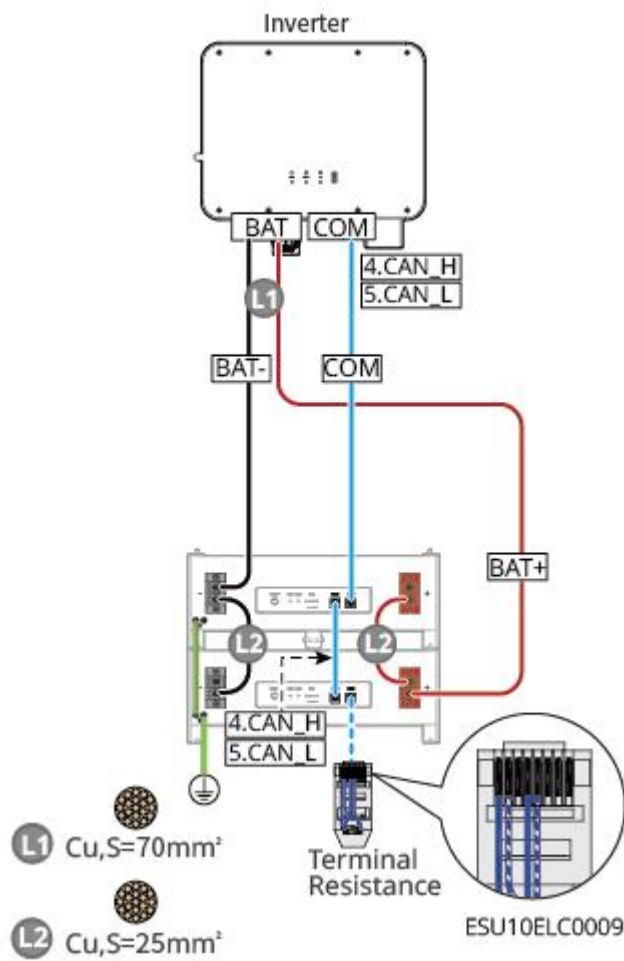 Inverter
BAT
COM
4.CAN_H
5.CAN_L
L1
BAT-
COM
BAT+
-
+
L2
L2
-
+
4.CAN_H
5.CAN_L
L1 Cu,S=70mm²
Terminal
Resistance
L2 Cu,S=25mm²
ESU10ELC0009